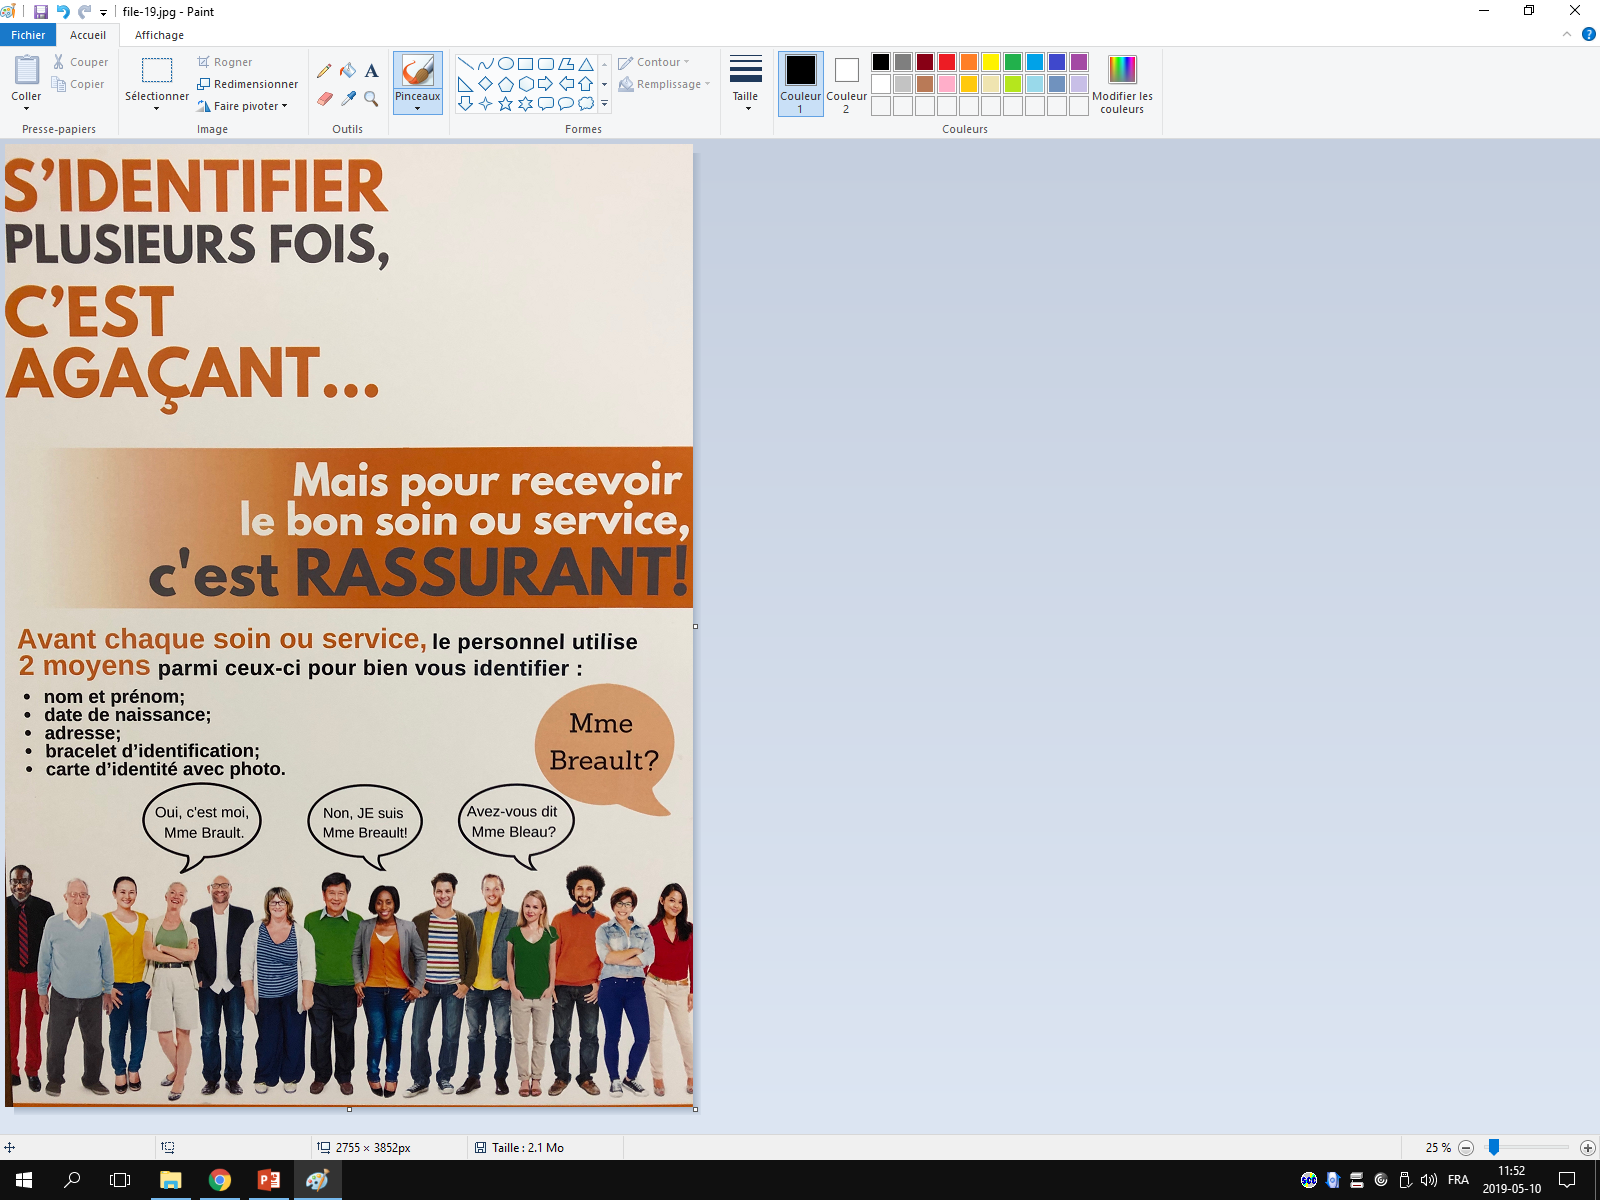 file-19.jpg - Paint
Fichier
Accueil
Affichage
Coller
Couper
Copier
Presse-papiers
Sélectionner
Rogner
Redimensionner
Faire pivoter
Image
A
Outils
Pinceaux
Contour
Remplissage
Formes
Taille
Couleur
1
Couleur
2
Modifier les
couleurs
Couleurs
S'IDENTIFIER
PLUSIEURS FOIS,
C'EST
AGAÇANT...
Mais pour recevoir
le bon soin ou service,
c'est RASSURANT!
Avant chaque soin ou service, le personnel utilise
2 moyens parmi ceux-ci pour bien vous identifier :
• nom et prénom;
• date de naissance;
• adresse;
• bracelet d'identification;
• carte d'identité avec photo.
Mme
Breault?
Oui, c'est moi,
Mme Brault.
Non, JE suis
Mme Breault!
Avez-vous dit
Mme Bleau?
2755 × 3852px
Taille : 2.1 Mo
25 %
FRA
11:52
2019-05-10